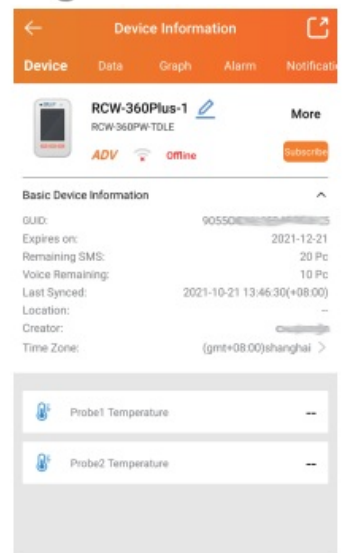 Device Information
Device Data Graph Alarm Notificati
RCW-360Plus-1 More
RCW-360PW-TDLE
ADV Offline Subscribe
Basic Device Information
GUID:
Expires on: 2021-12-21
Remaining SMS: 20 Pc
Voice Remaining: 10 Pc
Last Synced: 2021-10-21 13:46:30(+08:00)
Location: --
Creator:
Time Zone: (gmt+08:00)shanghai >
Probe1 Temperature --
Probe2 Temperature --